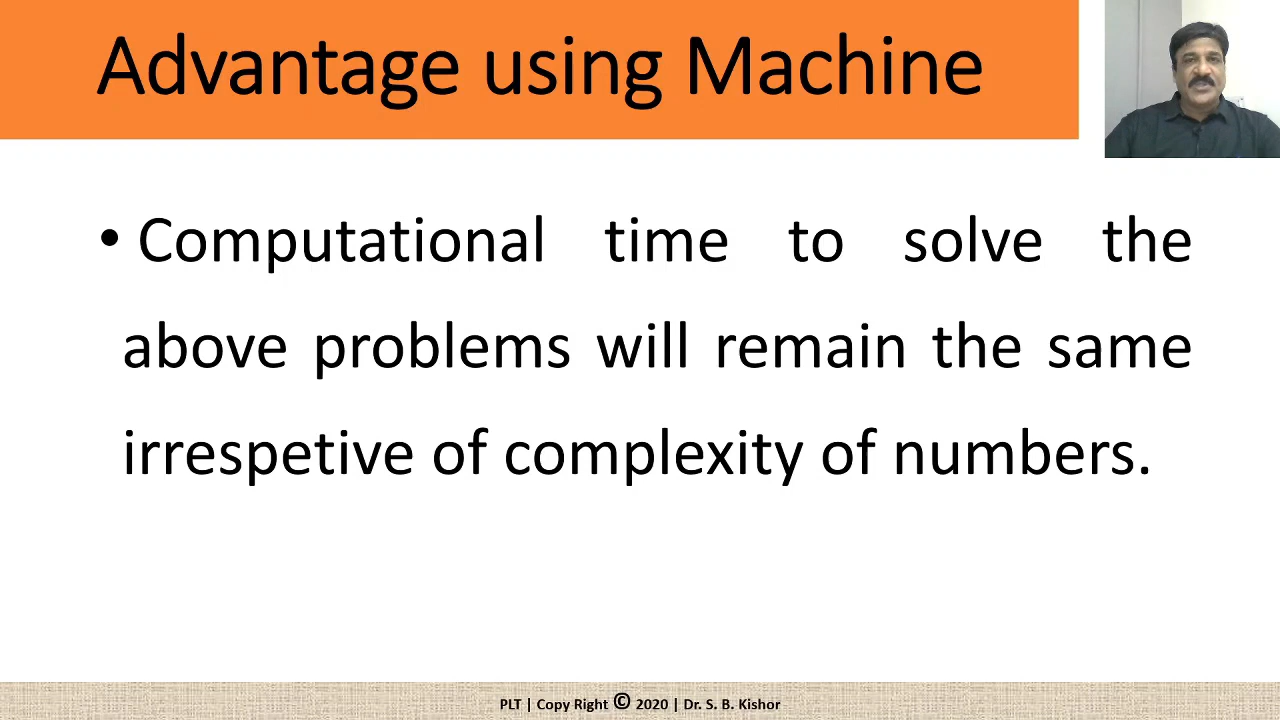 Advantage using Machine
• Computational time to solve the
above problems will remain the same
irrespetive of complexity of numbers.
PLT | Copy Right © 2020 | Dr. S. B. Kishor